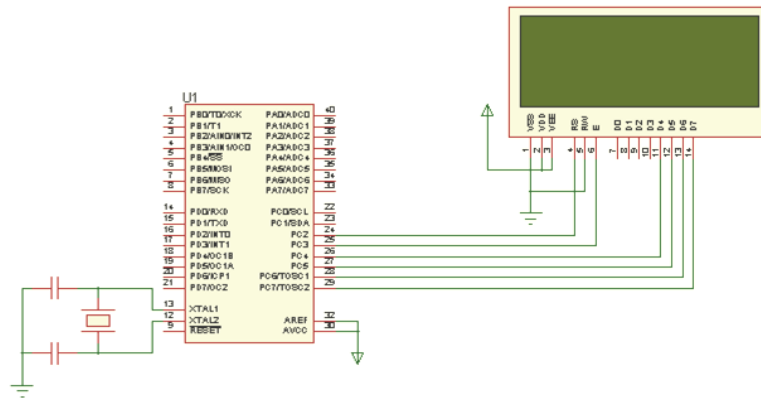 U1
1 PB0/T0/XCK PA0/ADC0 40
2 PB1/T1 PA1/ADC1 39
3 PB2/AIN0/INT2 PA2/ADC2 38
4 PB3/AIN1/OC0 PA3/ADC3 37
5 PB4/SS PA4/ADC4 36
6 PB5/MOSI PA5/ADC5 35
7 PB6/MISO PA6/ADC6 34
8 PB7/SCK PA7/ADC7 33
14 PD0/RXD PC0/SCL 22
15 PD1/TXD PC1/SDA 23
16 PD2/INT0 PC2 24
17 PD3/INT1 PC3 25
18 PD4/OC1B PC4 26
19 PD5/OC1A PC5 27
20 PD6/ICP1 PC6/TOSC1 28
21 PD7/OC2 PC7/TOSC2 29
13 XTAL1
12 XTAL2 AREF 32
9 RESET AVCC 30
VSS VDD VEE RS RW E D0 D1 D2 D3 D4 D5 D6 D7
1 2 3 4 5 6 7 8 9 10 11 12 13 14